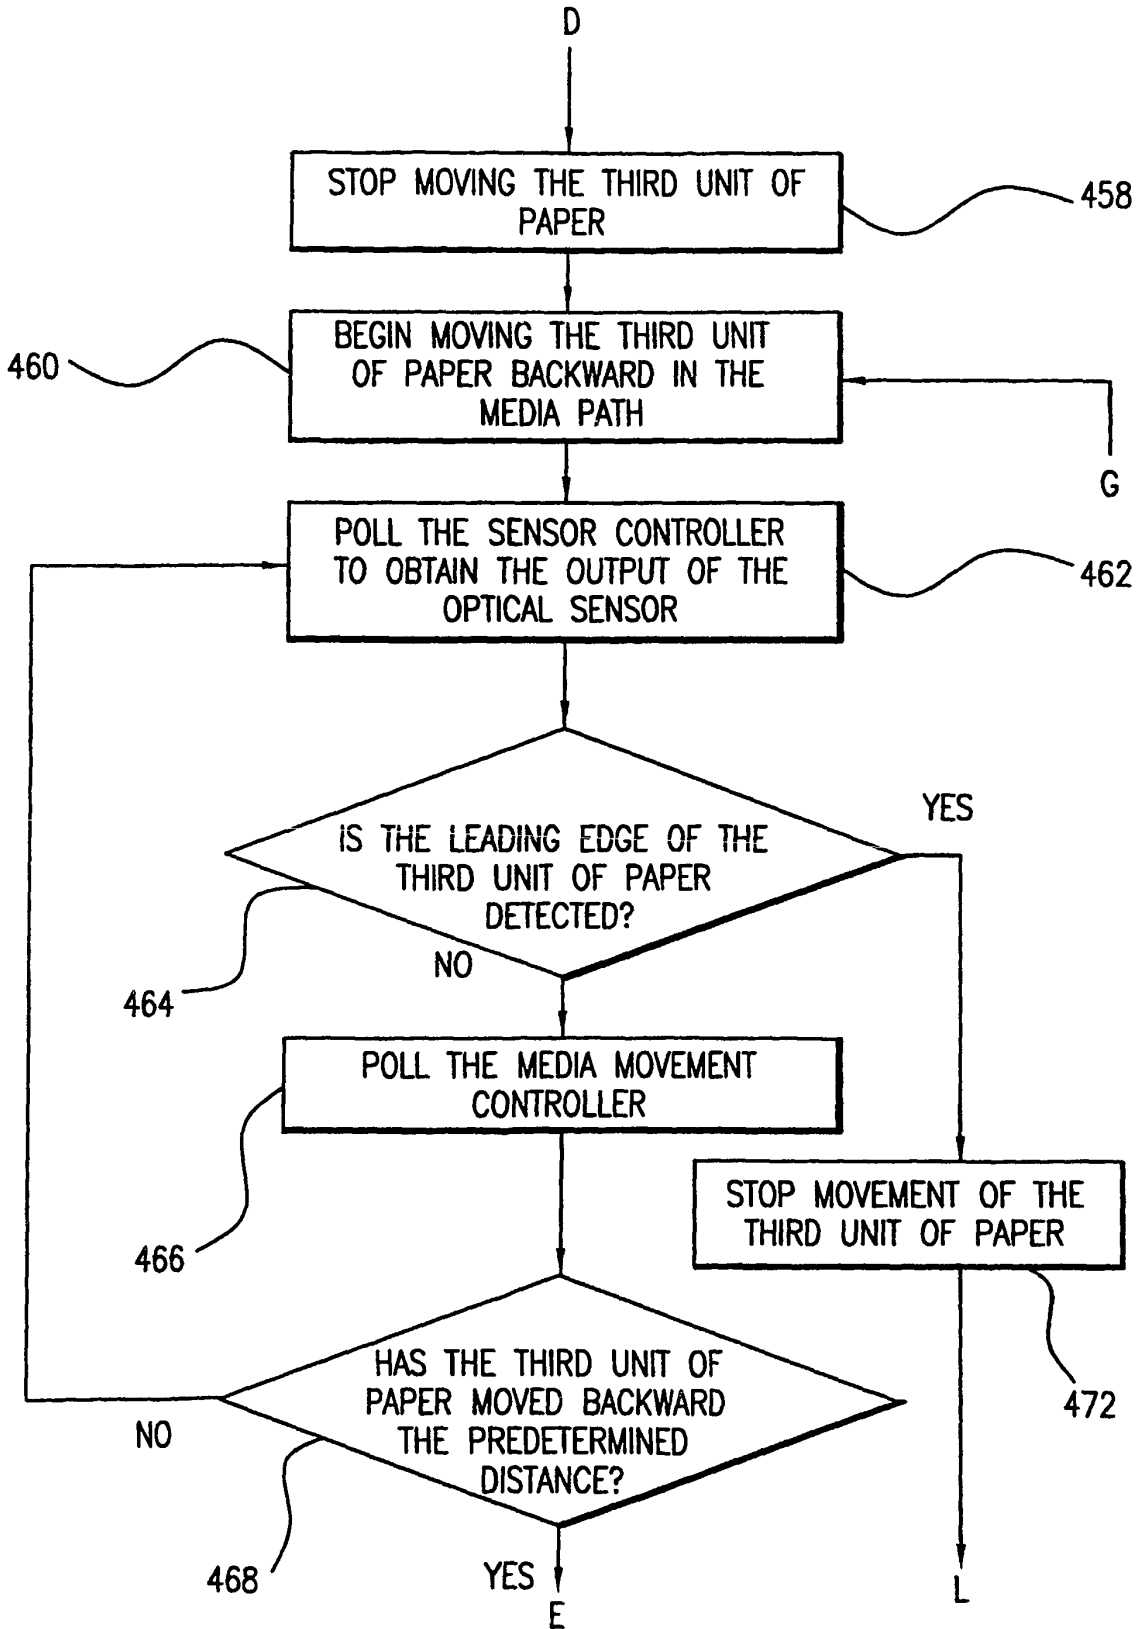 D
STOP MOVING THE THIRD UNIT OF
PAPER
458
BEGIN MOVING THE THIRD UNIT
OF PAPER BACKWARD IN THE
MEDIA PATH
460
G
POLL THE SENSOR CONTROLLER
TO OBTAIN THE OUTPUT OF THE
OPTICAL SENSOR
462
YES
IS THE LEADING EDGE OF THE
THIRD UNIT OF PAPER
DETECTED?
NO
464
POLL THE MEDIA MOVEMENT
CONTROLLER
466
STOP MOVEMENT OF THE
THIRD UNIT OF PAPER
472
HAS THE THIRD UNIT OF
PAPER MOVED BACKWARD
THE PREDETERMINED
DISTANCE?
NO
468
YES
E
L